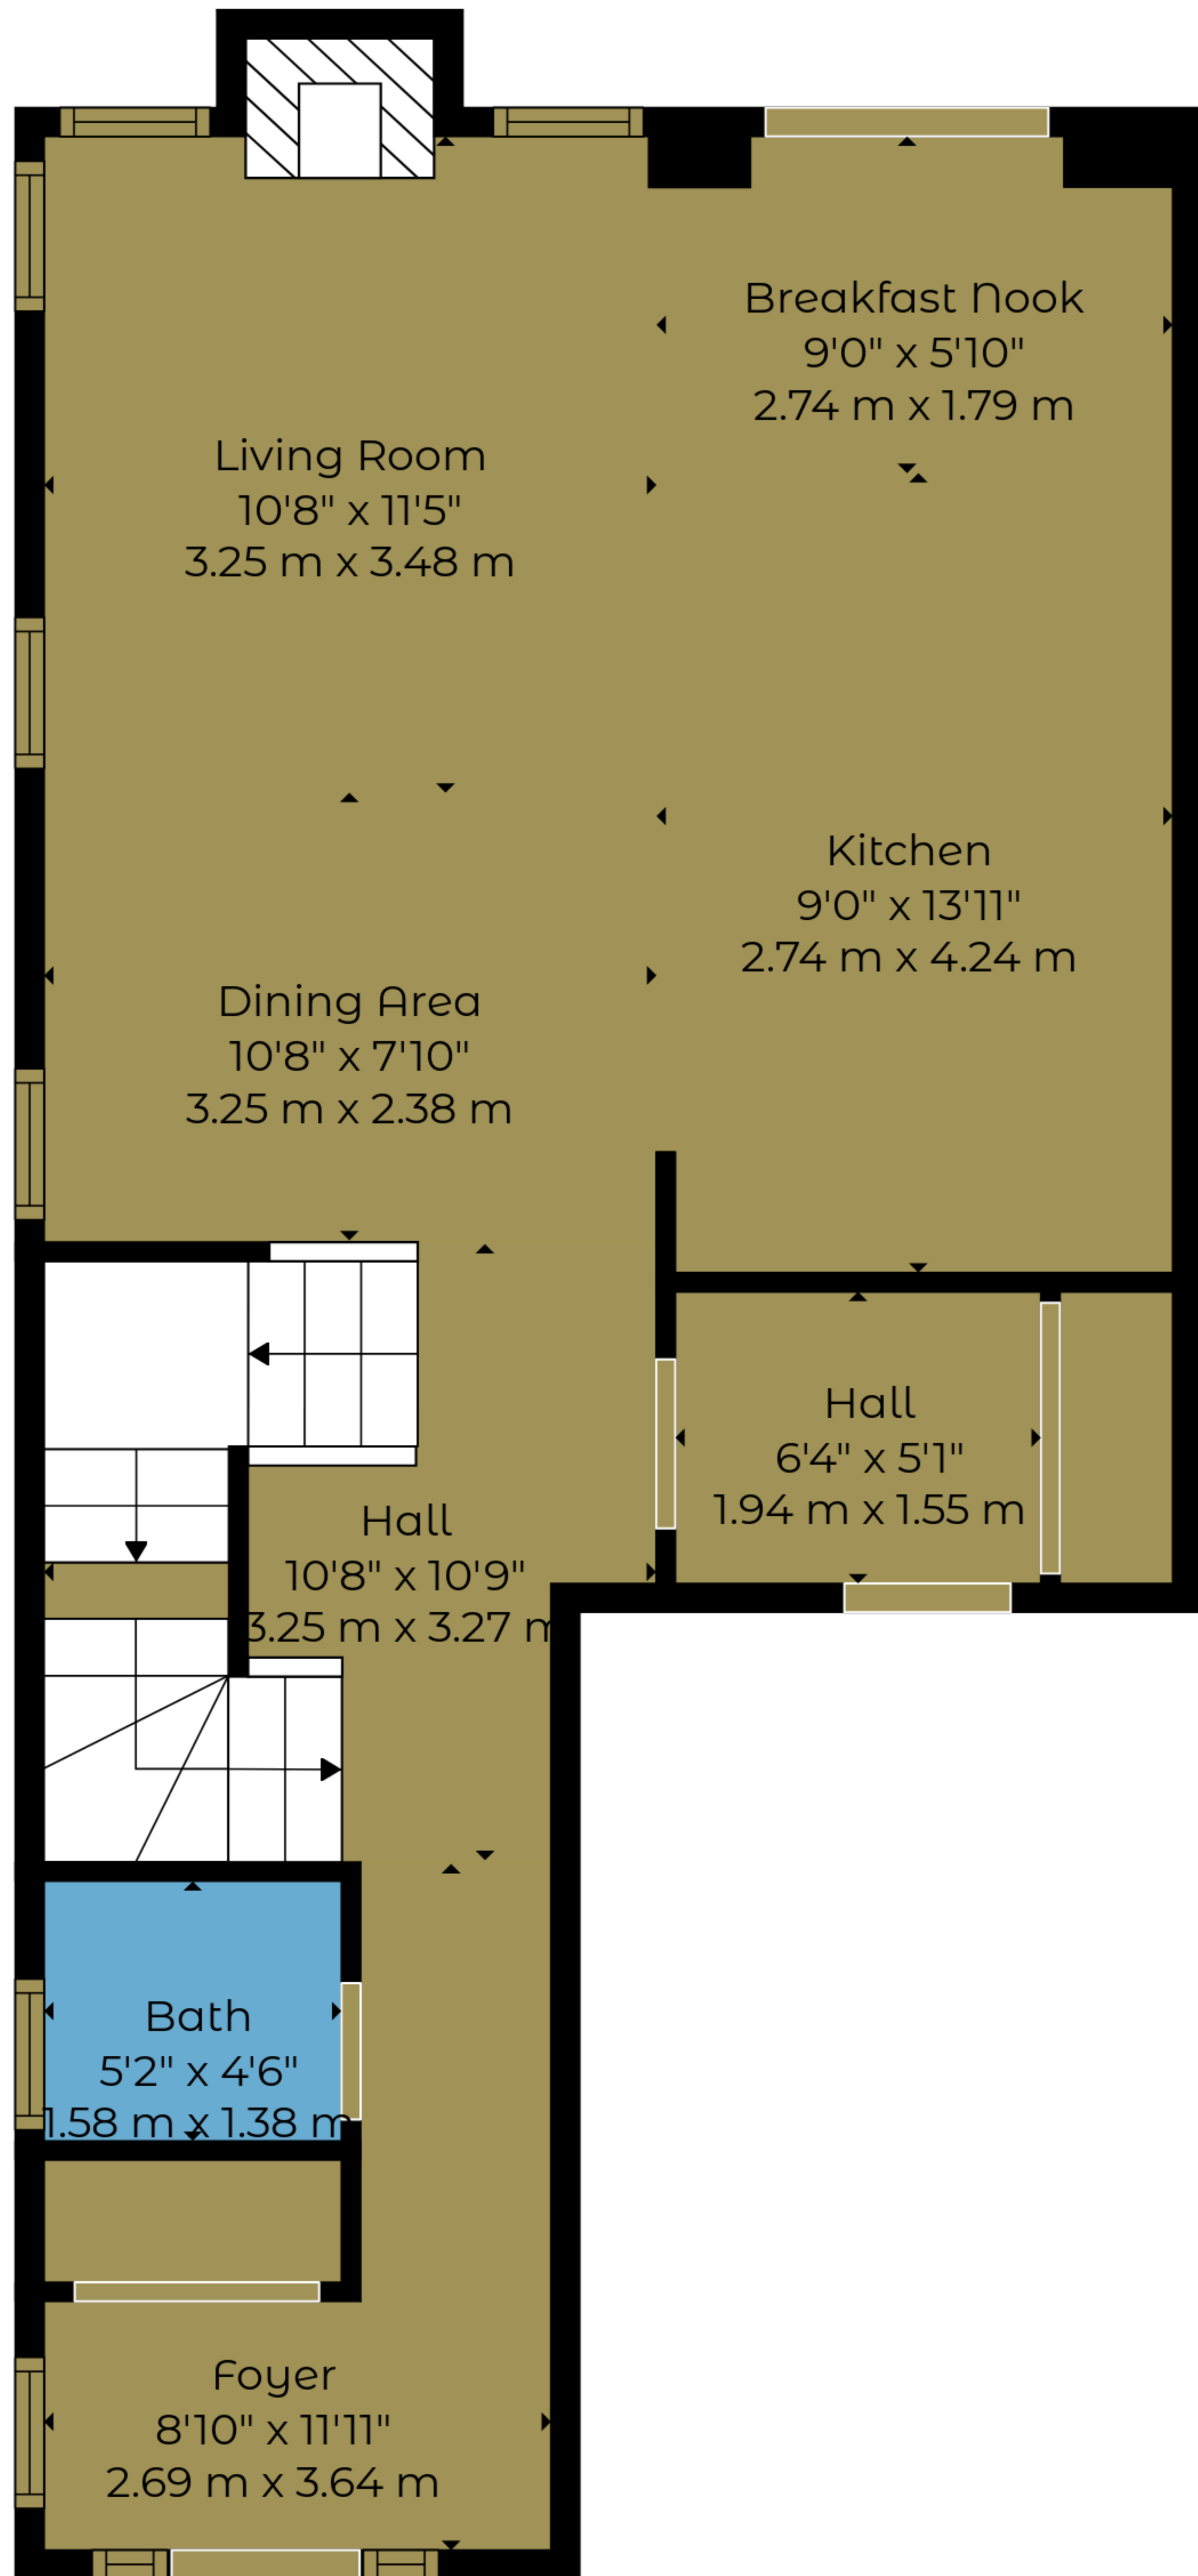 Breakfast Nook
9'0" x 5'10"
2.74 m x 1.79 m
Living Room
10'8" x 11'5"
3.25 m x 3.48 m
Kitchen
9'0" x 13'11"
2.74 m x 4.24 m
Dining Area
10'8" x 7'10"
3.25 m x 2.38 m
Hall
6'4" x 5'1"
1.94 m x 1.55 m
Hall
10'8" x 10'9"
3.25 m x 3.27 m
Bath
5'2" x 4'6"
1.58 m x 1.38 m
Foyer
8'10" x 11'11"
2.69 m x 3.64 m